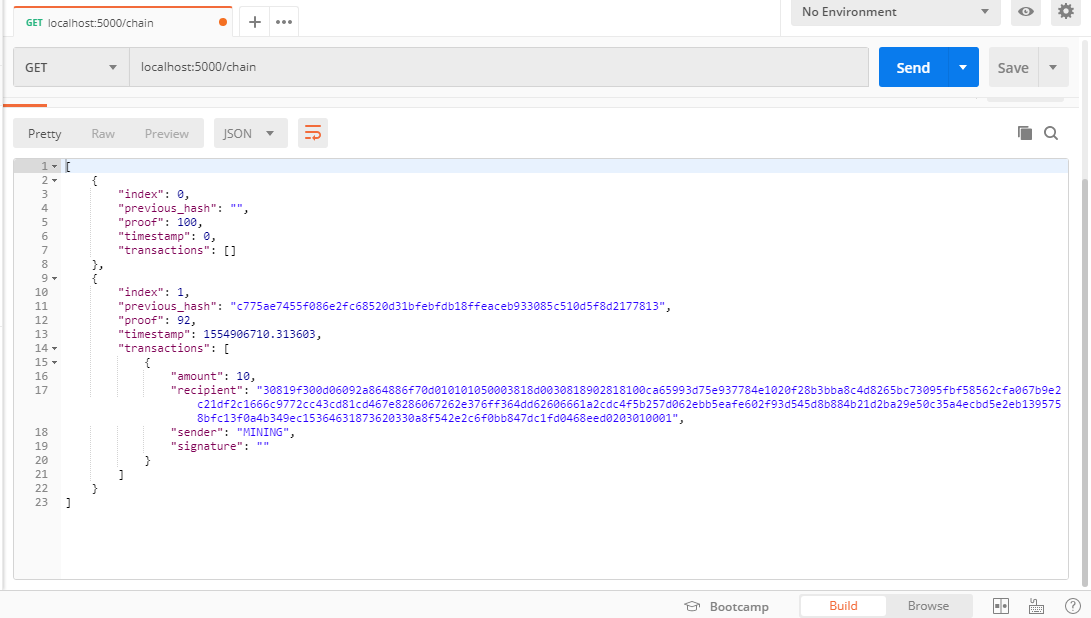 GET localhost:5000/chain
No Environment
GET localhost:5000/chain Send Save
Pretty Raw Preview JSON
1 [
2 {
3 "index": 0,
4 "previous_hash": "",
5 "proof": 100,
6 "timestamp": 0,
7 "transactions": []
8 },
9 {
10 "index": 1,
11 "previous_hash": "c775ae7455f086e2fc68520d31bfebfdb18ffeaceb933085c510d5f8d2177813",
12 "proof": 92,
13 "timestamp": 1554906710.313603,
14 "transactions": [
15 {
16 "amount": 10,
17 "recipient": "30819f300d06092a864886f70d010101050003818d0030818902818100ca65993d75e937784e1020f28b3bba8c4d8265bc73095fbf58562cfa067b9e2
c21df2c1666c9772cc43cd81cd467e8286067262e376ff364dd62606661a2cdc4f5b257d062ebb5eafe602f93d545d8b884b21d2ba29e50c35a4ecbd5e2eb139575
8bfc13f0a4b349ec15364631873620330a8f542e2c6f0bb847dc1fd0468eed0203010001",
18 "sender": "MINING",
19 "signature": ""
20 }
21 ]
22 }
23 ]
Bootcamp Build Browse